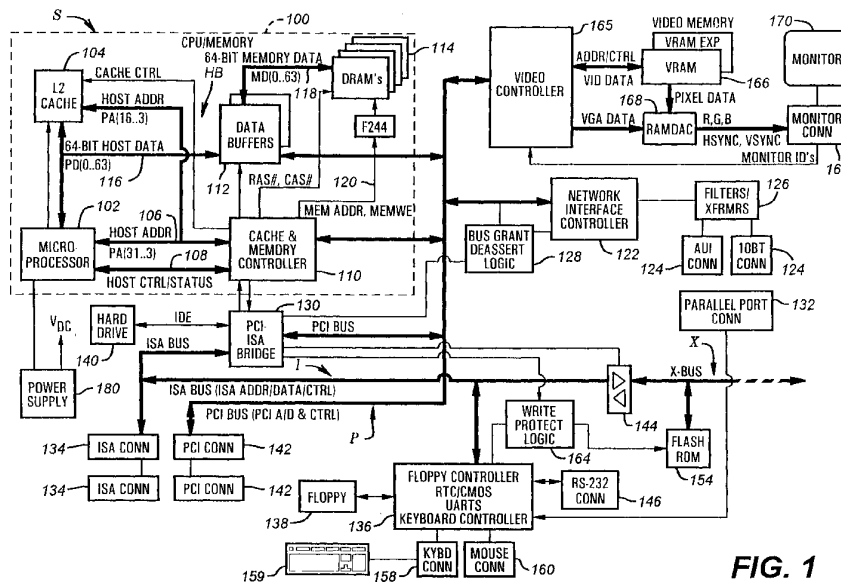 S
100
165
170
104
CPU/MEMORY
64-BIT MEMORY DATA
HB
MD(0..63)
114
VIDEO MEMORY
VRAM EXP
ADDR/CTRL
VRAM
MONITOR
L2
CACHE
CACHE CTRL
118
DRAM's
VIDEO
CONTROLLER
VID DATA
166
HOST ADDR
PA(16..3)
168
PIXEL DATA
DATA
BUFFERS
F244
VGA DATA
RAMDAC
R,G,B
MONITOR
CONN
64-BIT HOST DATA
PD(0..63)
HSYNC, VSYNC
116
112
120
MONITOR ID's
16
RAS#, CAS#
102
106
MEM ADDR, MEMWE
NETWORK
INTERFACE
CONTROLLER
FILTERS/
XFRMRS
126
HOST ADDR
PA(31..3)
MICRO-
PROCESSOR
108
CACHE &
MEMORY
CONTROLLER
BUS GRANT
DEASSERT
LOGIC
122
128
124
AUI
CONN
10BT
CONN
124
HOST CTRL/STATUS
110
130
PARALLEL PORT
CONN
132
VDC
HARD
DRIVE
IDE
PCI-
ISA
BRIDGE
PCI BUS
140
ISA BUS
I
X
X-BUS
POWER
SUPPLY
180
ISA BUS (ISA ADDR/DATA/CTRL)
PCI BUS (PCI A/D & CTRL)
P
144
WRITE
PROTECT
LOGIC
164
FLASH
ROM
154
134
ISA CONN
PCI CONN
142
134
ISA CONN
PCI CONN
142
FLOPPY CONTROLLER
RTC/CMOS
UARTS
KEYBOARD CONTROLLER
FLOPPY
138
136
RS-232
CONN
146
159
158
KYBD
CONN
MOUSE
CONN
160
FIG. 1